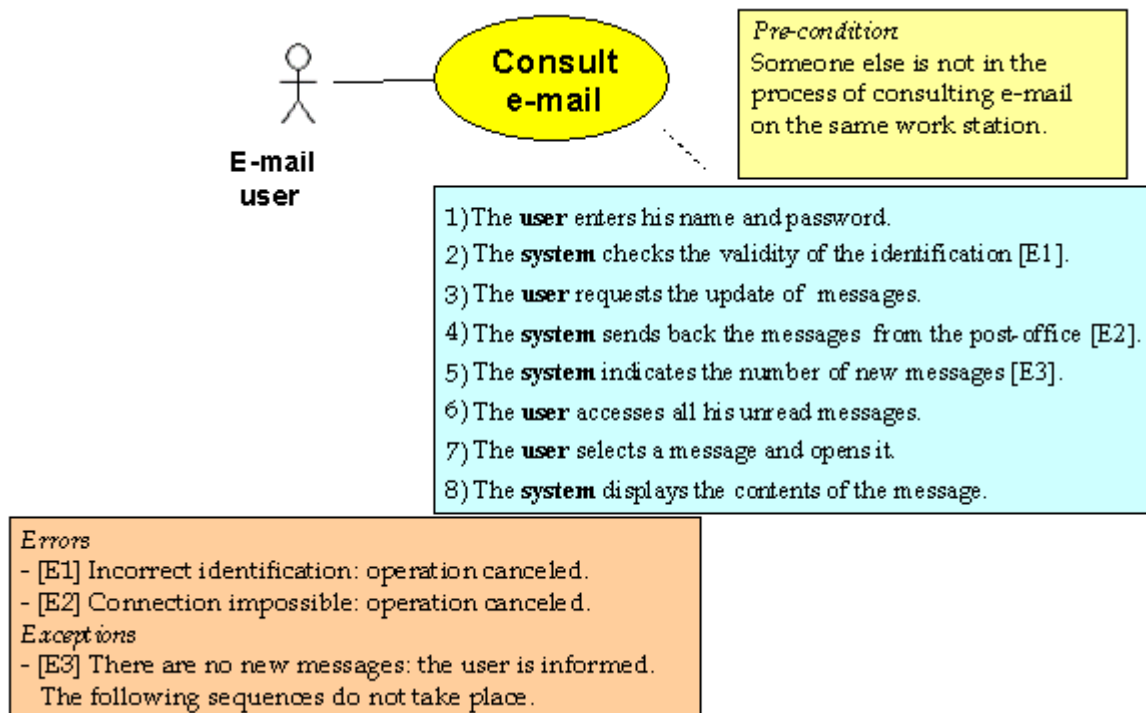 Consult
e-mail
E-mail
user
Pre-condition
Someone else is not in the
process of consulting e-mail
on the same work station.
1) The user enters his name and password.
2) The system checks the validity of the identification [E1].
3) The user requests the update of messages.
4) The system sends back the messages from the post-office [E2].
5) The system indicates the number of new messages [E3].
6) The user accesses all his unread messages.
7) The user selects a message and opens it.
8) The system displays the contents of the message.
Errors
- [E1] Incorrect identification: operation canceled.
- [E2] Connection impossible: operation canceled.
Exceptions
- [E3] There are no new messages: the user is informed.
The following sequences do not take place.